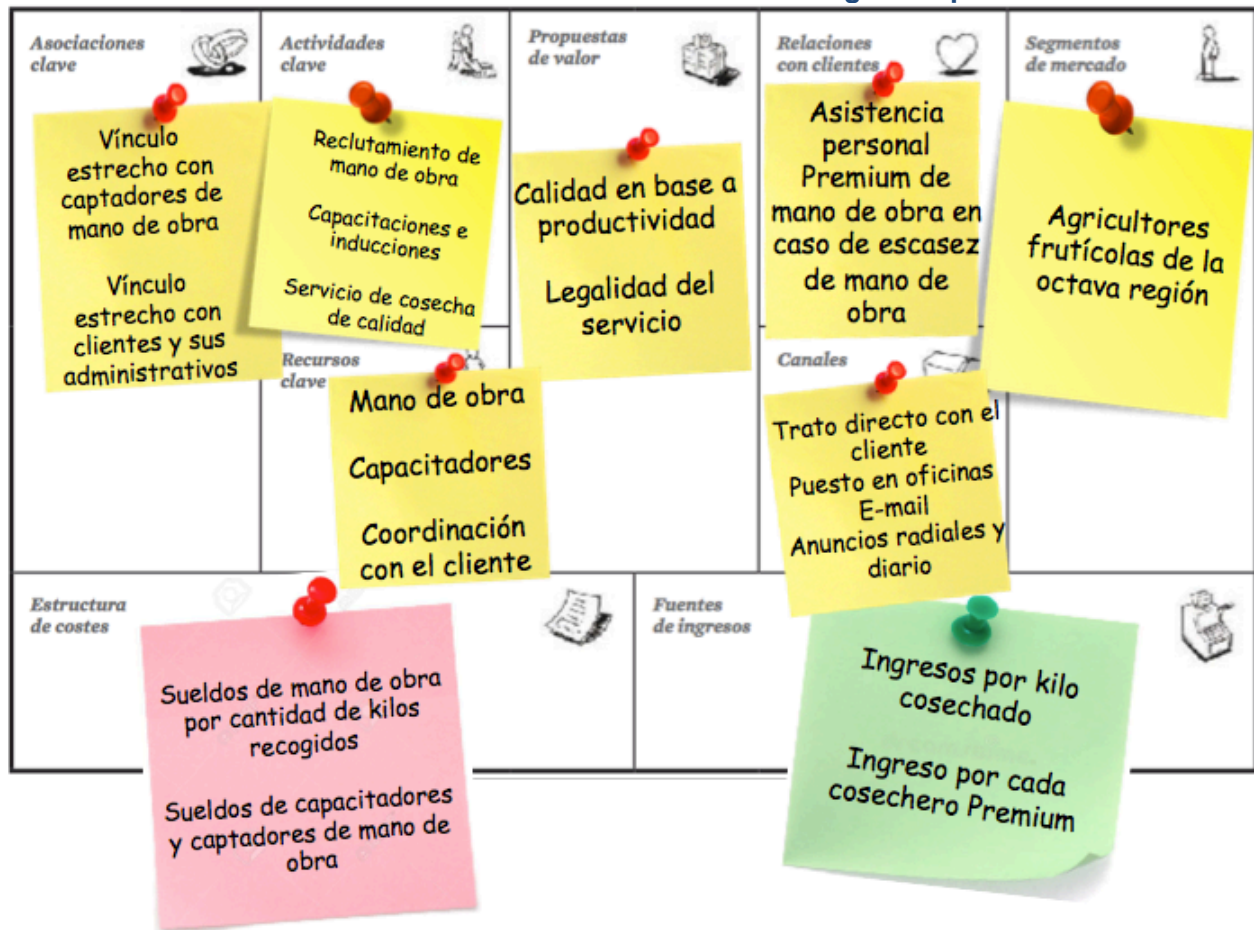 Asociaciones
clave
Vínculo
estrecho con
captadores de
mano de obra
Vínculo
estrecho con
clientes y sus
administrativos
Actividades
clave
Reclutamiento de
mano de obra
Capacitaciones e
inducciones
Servicio de cosecha
de calidad
Recursos
clave
Mano de obra
Capacitadores
Coordinación
con el cliente
Propuestas
de valor
Calidad en base a
productividad
Legalidad del
servicio
Relaciones
con clientes
Asistencia
personal
Premium de
mano de obra en
caso de escasez
de mano de
obra
Canales
Trato directo con el
cliente
Puesto en oficinas
E-mail
Anuncios radiales y
diario
Segmentos
de mercado
Agricultores
frutícolas de la
octava región
Estructura
de costes
Sueldos de mano de obra
por cantidad de kilos
recogidos
Sueldos de capacitadores
y captadores de mano de
obra
Fuentes
de ingresos
Ingresos por kilo
cosechado
Ingreso por cada
cosechero Premium